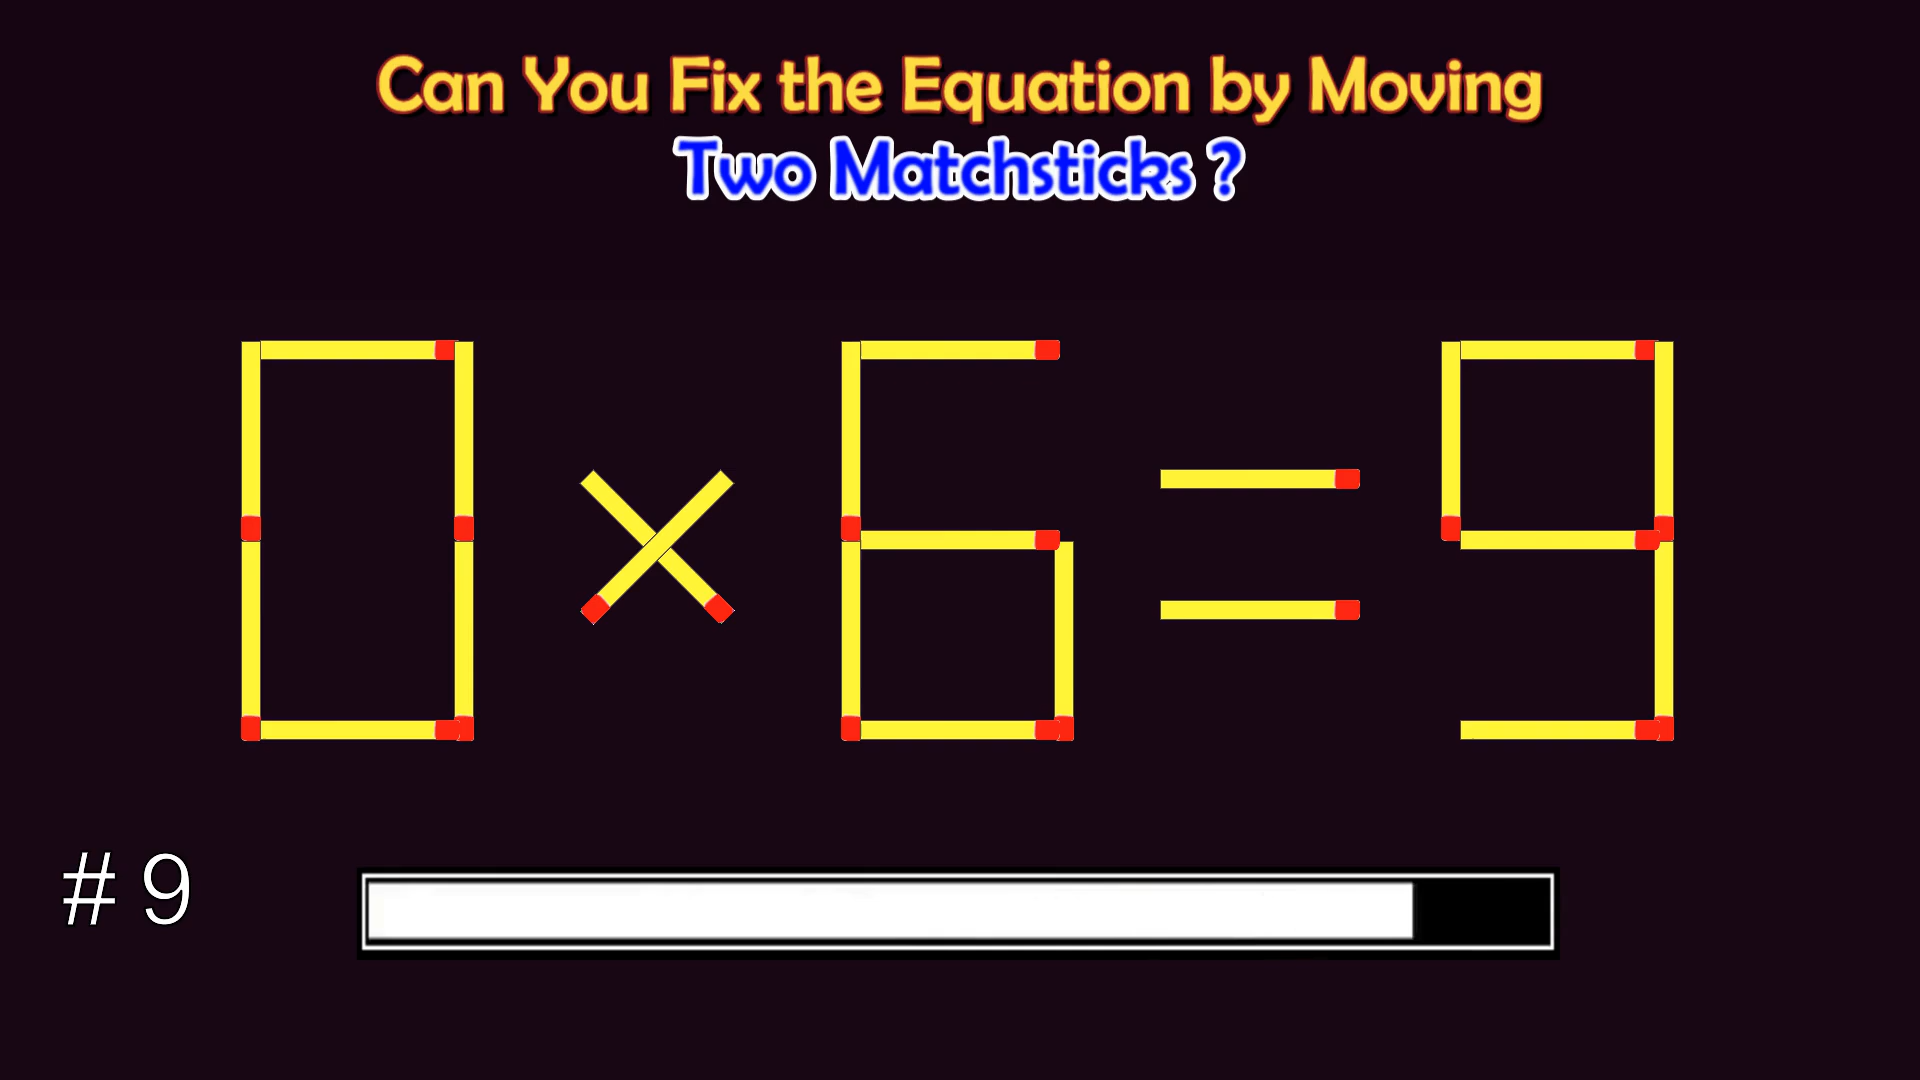 Can You Fix the Equation by Moving
Two Matchsticks ?
0 × 6 = 9
# 9